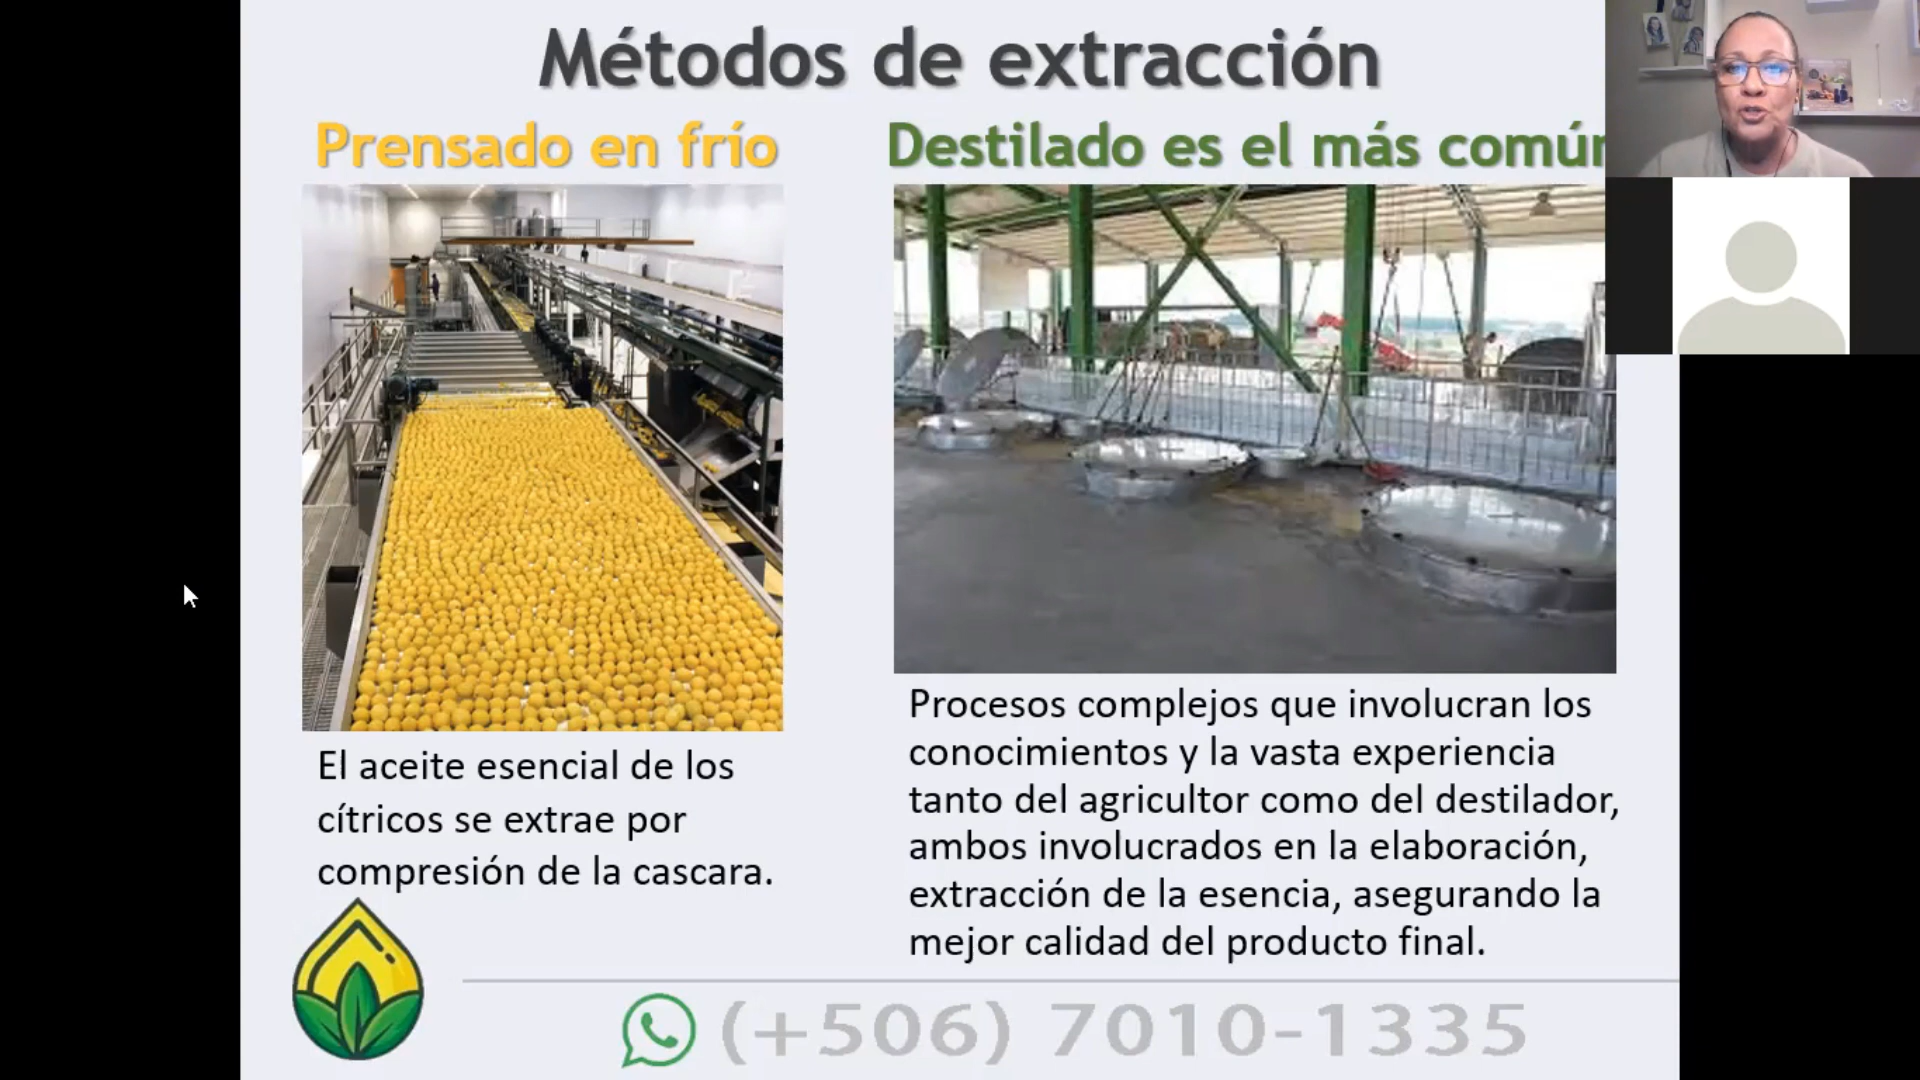 Métodos de extracción
Prensado en frío
Destilado es el más común
El aceite esencial de los
cítricos se extrae por
compresión de la cascara.
Procesos complejos que involucran los
conocimientos y la vasta experiencia
tanto del agricultor como del destilador,
ambos involucrados en la elaboración,
extracción de la esencia, asegurando la
mejor calidad del producto final.
(+506) 7010-1335